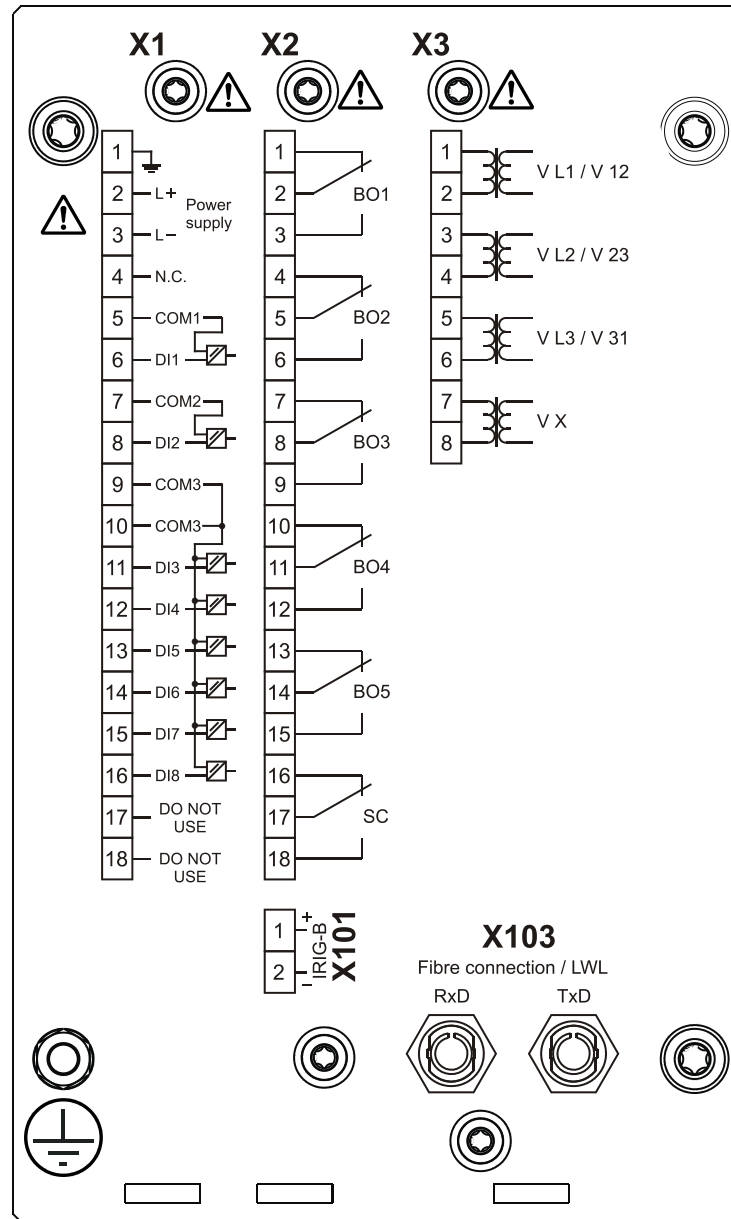 X1 X2 X3
1
2 L+ Power
supply
3 L−
4 N.C.
5 COM1
6 DI1
7 COM2
8 DI2
9 COM3
10 COM3
11 DI3
12 DI4
13 DI5
14 DI6
15 DI7
16 DI8
17 DO NOT
USE
18 DO NOT
USE
1
2 BO1
3
4
5 BO2
6
7
8 BO3
9
10
11 BO4
12
13
14 BO5
15
16
17 SC
18
1 V L1 / V 12
2
3 V L2 / V 23
4
5 V L3 / V 31
6
7 V X
8
1 +
2 −
IRIG-B
X101
X103
Fibre connection / LWL
RxD TxD